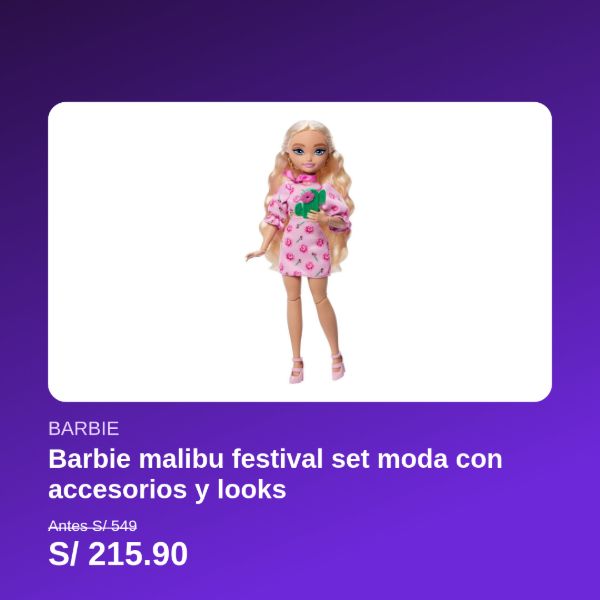 BARBIE
Barbie malibu festival set moda con
accesorios y looks
Antes S/ 549
S/ 215.90